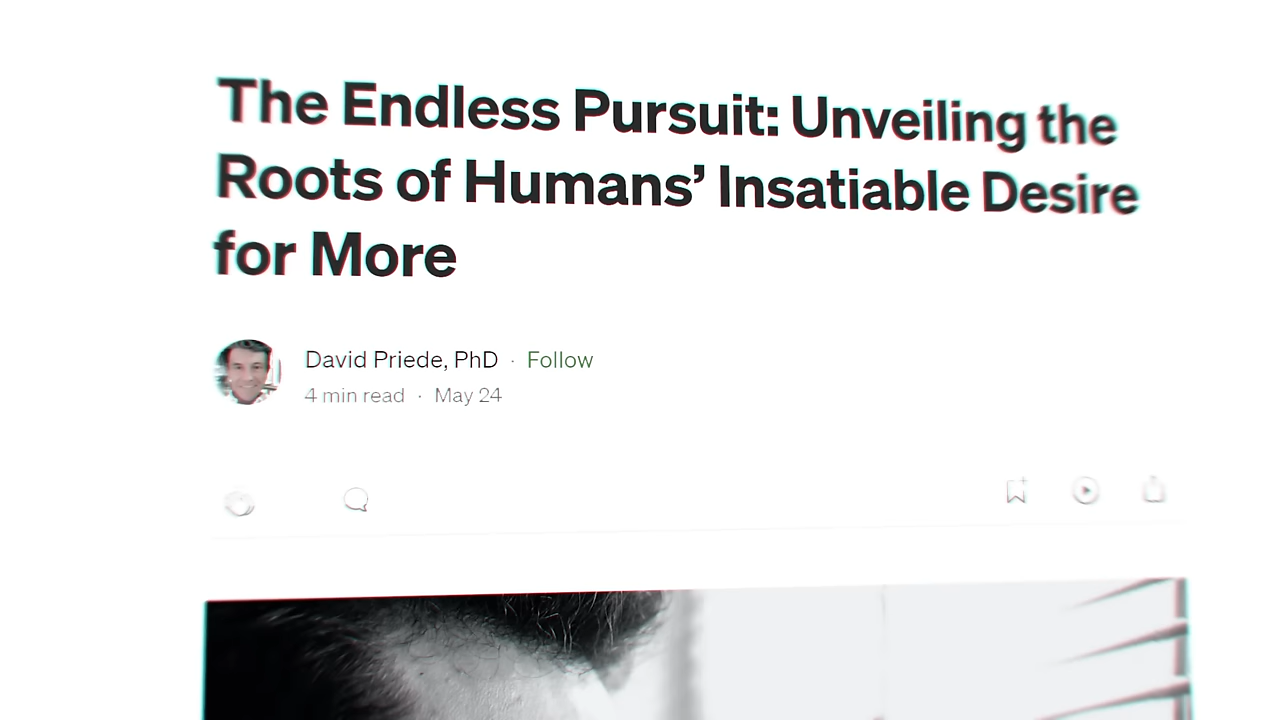 The Endless Pursuit: Unveiling the
Roots of Humans’ Insatiable Desire
for More
David Priede, PhD · Follow
4 min read · May 24